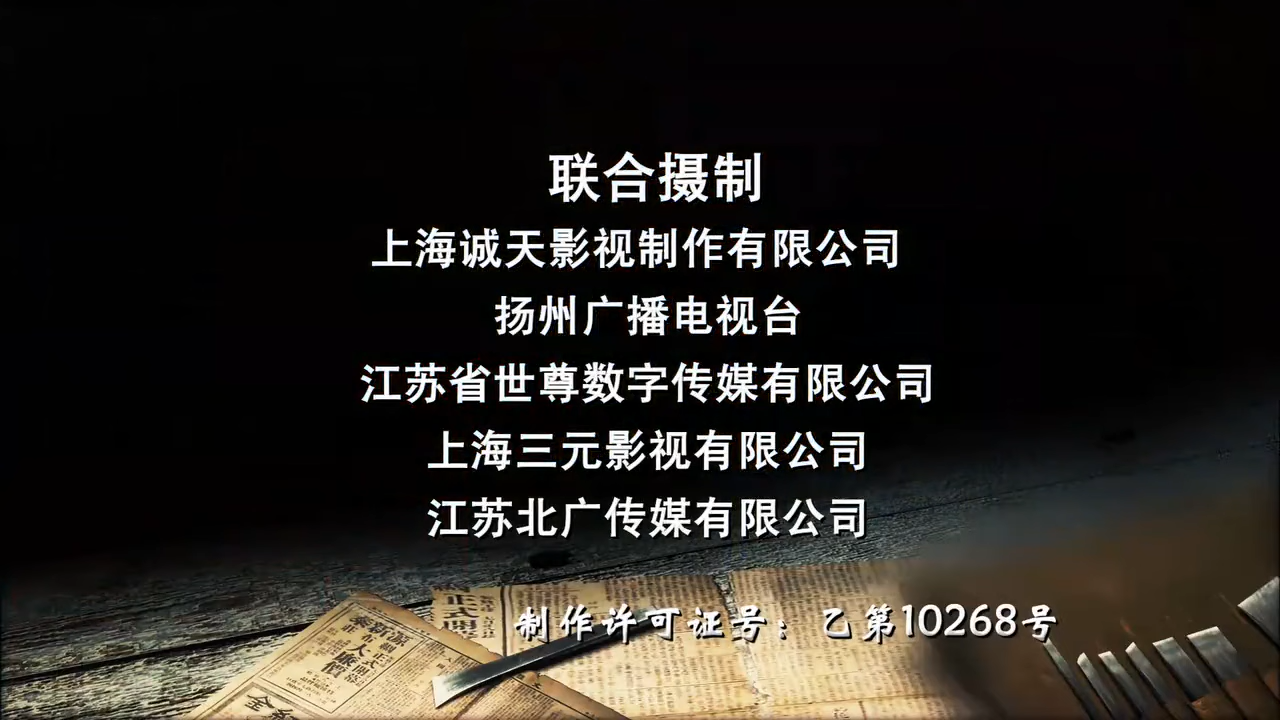 联合摄制
上海诚天影视制作有限公司
扬州广播电视台
江苏省世尊数字传媒有限公司
上海三元影视有限公司
江苏北广传媒有限公司
制作许可证号：乙第10268号